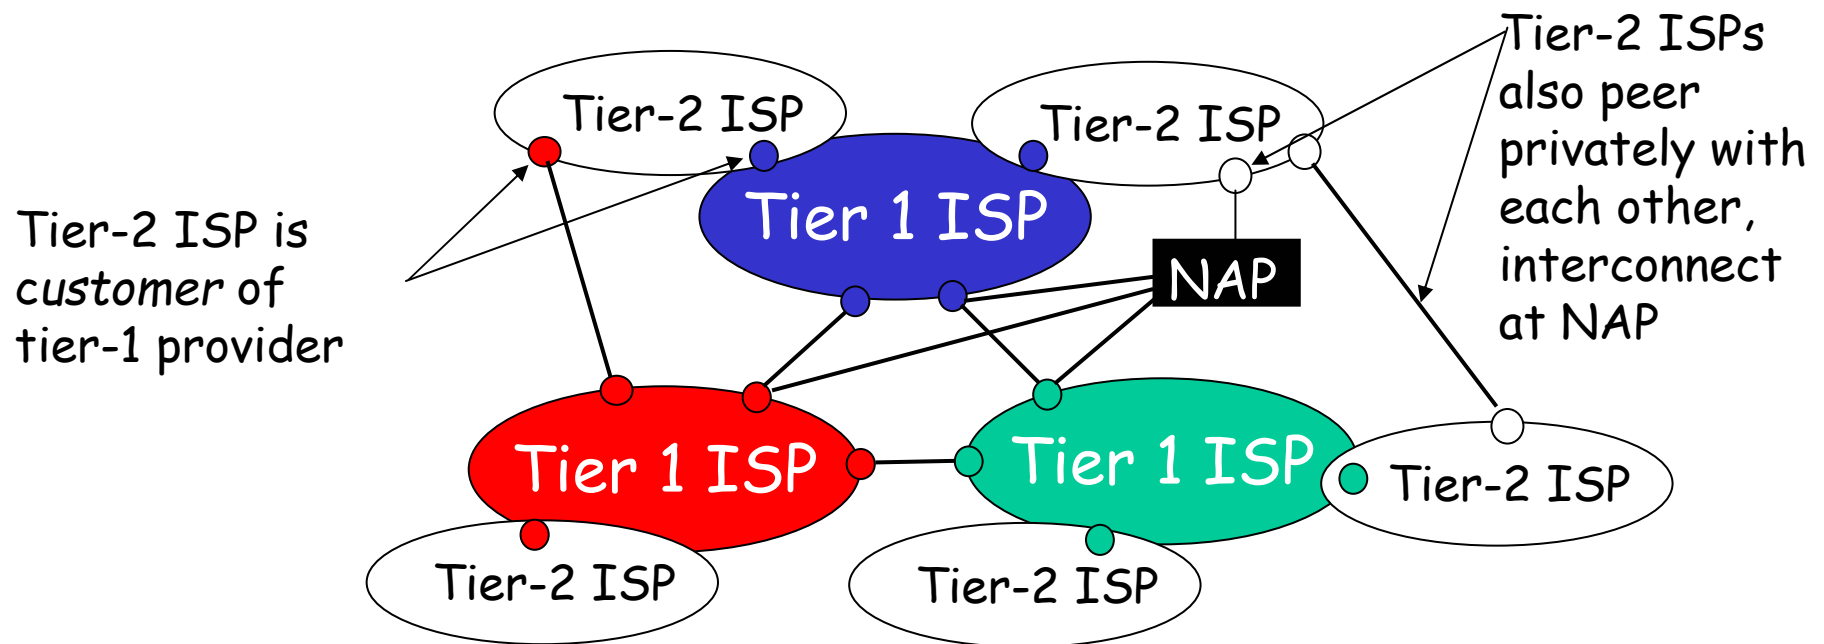 Tier-2 ISPs
also peer
privately with
each other,
interconnect
at NAP
Tier-2 ISP
Tier-2 ISP
Tier 1 ISP
Tier-2 ISP is
customer of
tier-1 provider
NAP
Tier 1 ISP
Tier 1 ISP
Tier-2 ISP
Tier-2 ISP
Tier-2 ISP